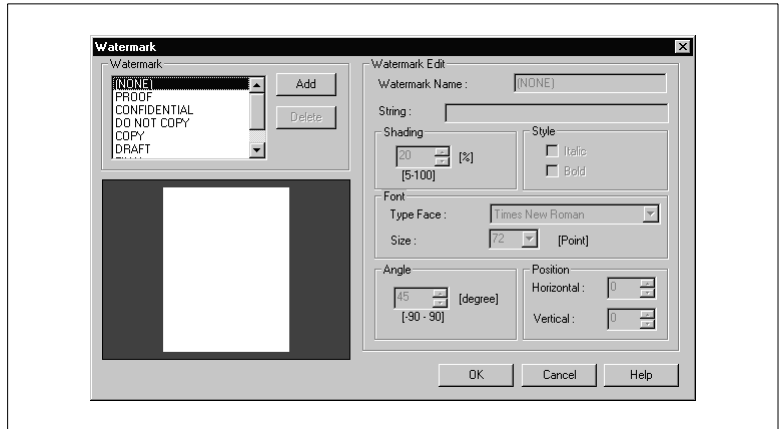 Watermark
Watermark
(NONE)
PROOF
CONFIDENTIAL
DO NOT COPY
COPY
DRAFT
Add
Delete
Watermark Edit
Watermark Name : (NONE)
String :
Shading
20 [%]
[5-100]
Style
Italic
Bold
Font
Type Face : Times New Roman
Size : 72 [Point]
Angle
45 [degree]
[-90 - 90]
Position
Horizontal : 0
Vertical : 0
OK Cancel Help